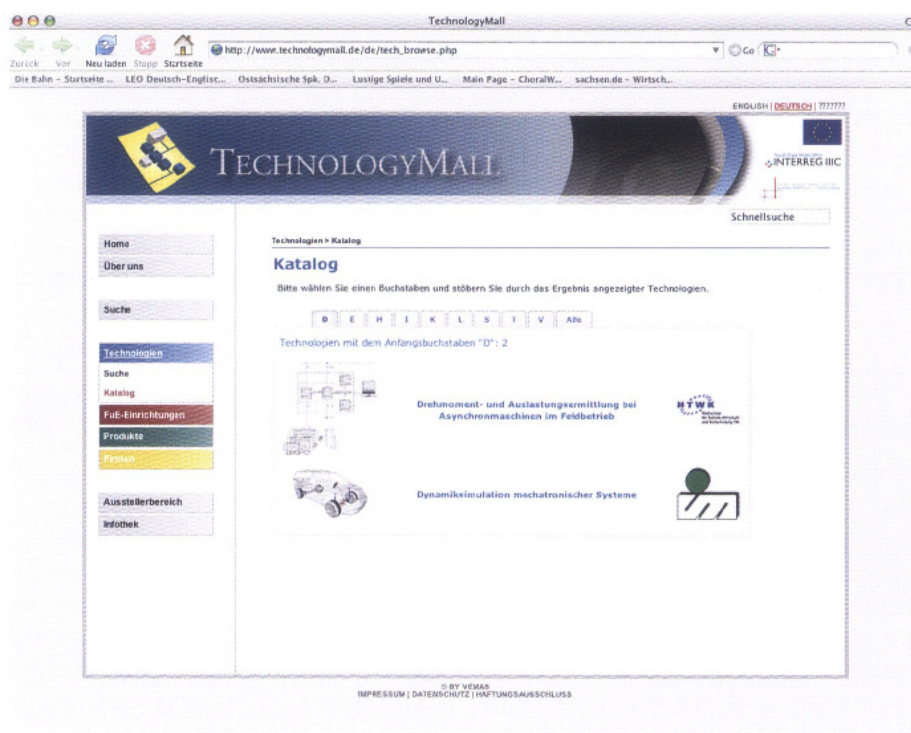 TechnologyMall
Zurück Vor Neu laden Stopp Startseite
http://www.technologymall.de/de/tech_browse.php
Go
Die Bahn – Startseite ... LEO Deutsch-Englisc... Ostsächsische Spk. D... Lustige Spiele und U... Main Page – ChoralW... sachsen.de – Wirtsch...
ENGLISH | DEUTSCH | ???????
TECHNOLOGYMALL
INTERREG IIIC
Schnellsuche
Home
Über uns
Suche
Technologien
Suche
Katalog
FuE-Einrichtungen
Produkte
Firmen
Ausstellerbereich
Infothek
Technologien > Katalog
Katalog
Bitte wählen Sie einen Buchstaben und stöbern Sie durch das Ergebnis angezeigter Technologien.
D E H I K L S T V Alle
Technologien mit dem Anfangsbuchstaben "D": 2
Drehmoment- und Auslastungsermittlung bei
Asynchronmaschinen im Feldbetrieb
HTWK
Dynamiksimulation mechatronischer Systeme
© BY VEMAS
IMPRESSUM | DATENSCHUTZ | HAFTUNGSAUSSCHLUSS